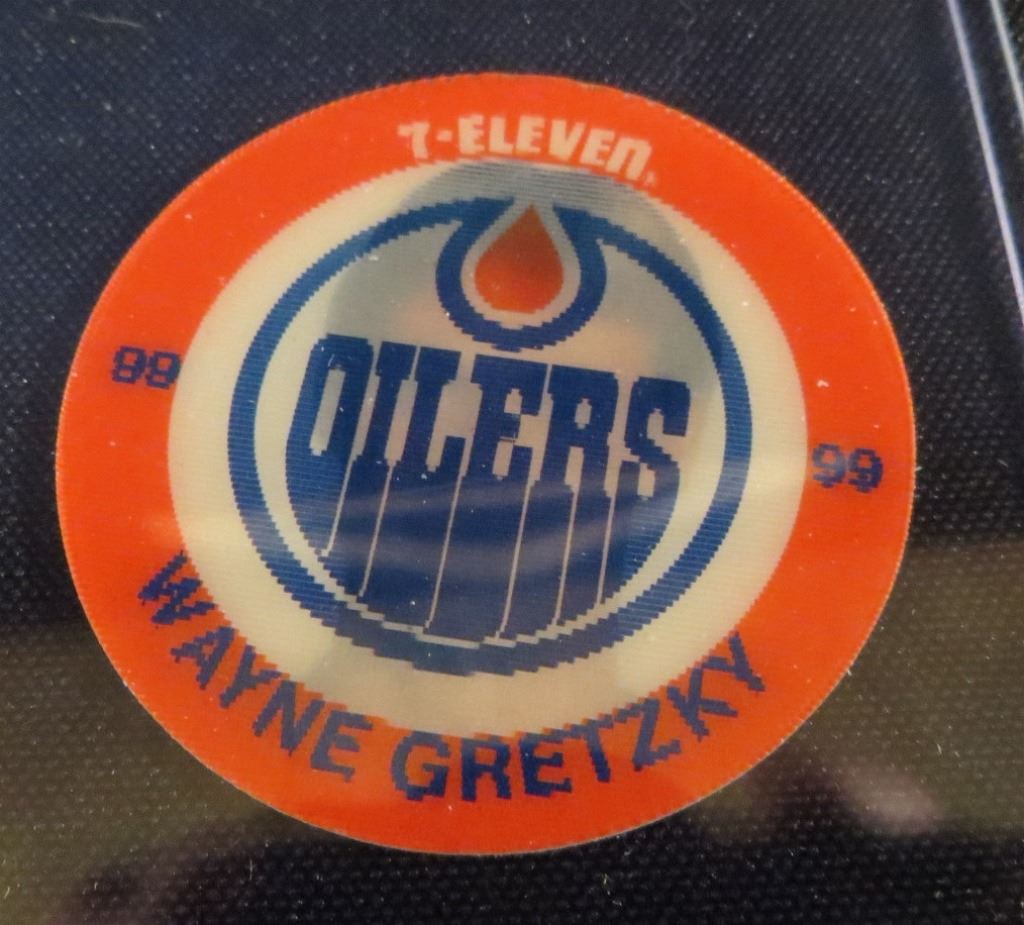 7-ELEVEN
OILERS
99
99
WAYNE GRETZKY